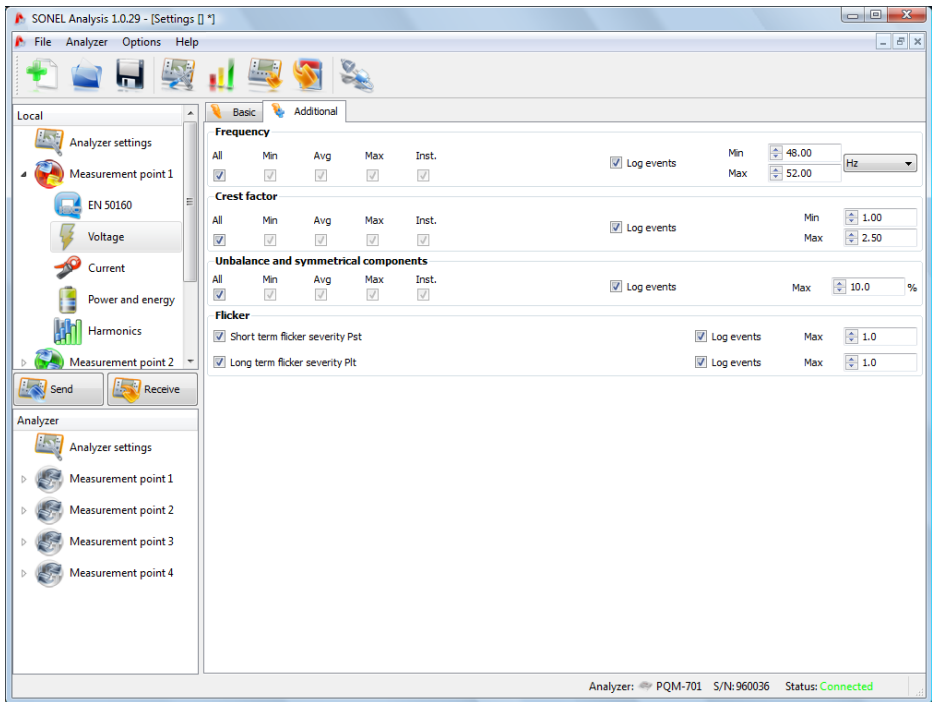 SONEL Analysis 1.0.29 - [Settings [] *]
File Analyzer Options Help
Local
Analyzer settings
Measurement point 1
EN 50160
Voltage
Current
Power and energy
Harmonics
Measurement point 2
Send Receive
Analyzer
Analyzer settings
Measurement point 1
Measurement point 2
Measurement point 3
Measurement point 4
Basic Additional
Frequency
All Min Avg Max Inst.
Log events
Min 48.00
Max 52.00
Hz
Crest factor
All Min Avg Max Inst.
Log events
Min 1.00
Max 2.50
Unbalance and symmetrical components
All Min Avg Max Inst.
Log events Max 10.0 %
Flicker
Short term flicker severity Pst Log events Max 1.0
Long term flicker severity Plt Log events Max 1.0
Analyzer: PQM-701 S/N: 960036 Status: Connected